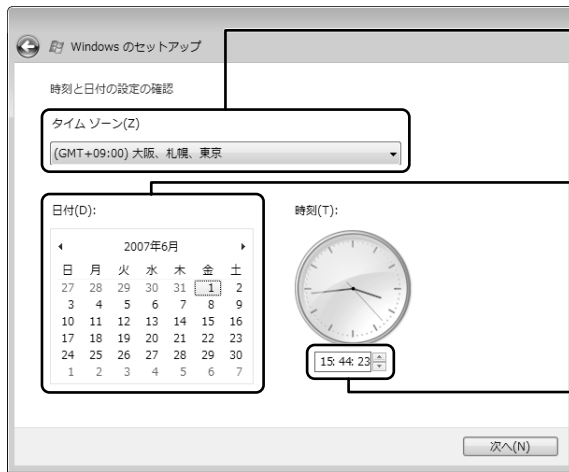 Windows のセットアップ
時刻と日付の設定の確認
タイム ゾーン(Z)
(GMT+09:00) 大阪、札幌、東京
日付(D):
時刻(T):
2007年6月
日 月 火 水 木 金 土
27 28 29 30 31 1 2
3 4 5 6 7 8 9
10 11 12 13 14 15 16
17 18 19 20 21 22 23
24 25 26 27 28 29 30
1 2 3 4 5 6 7
15: 44: 23
次へ(N)